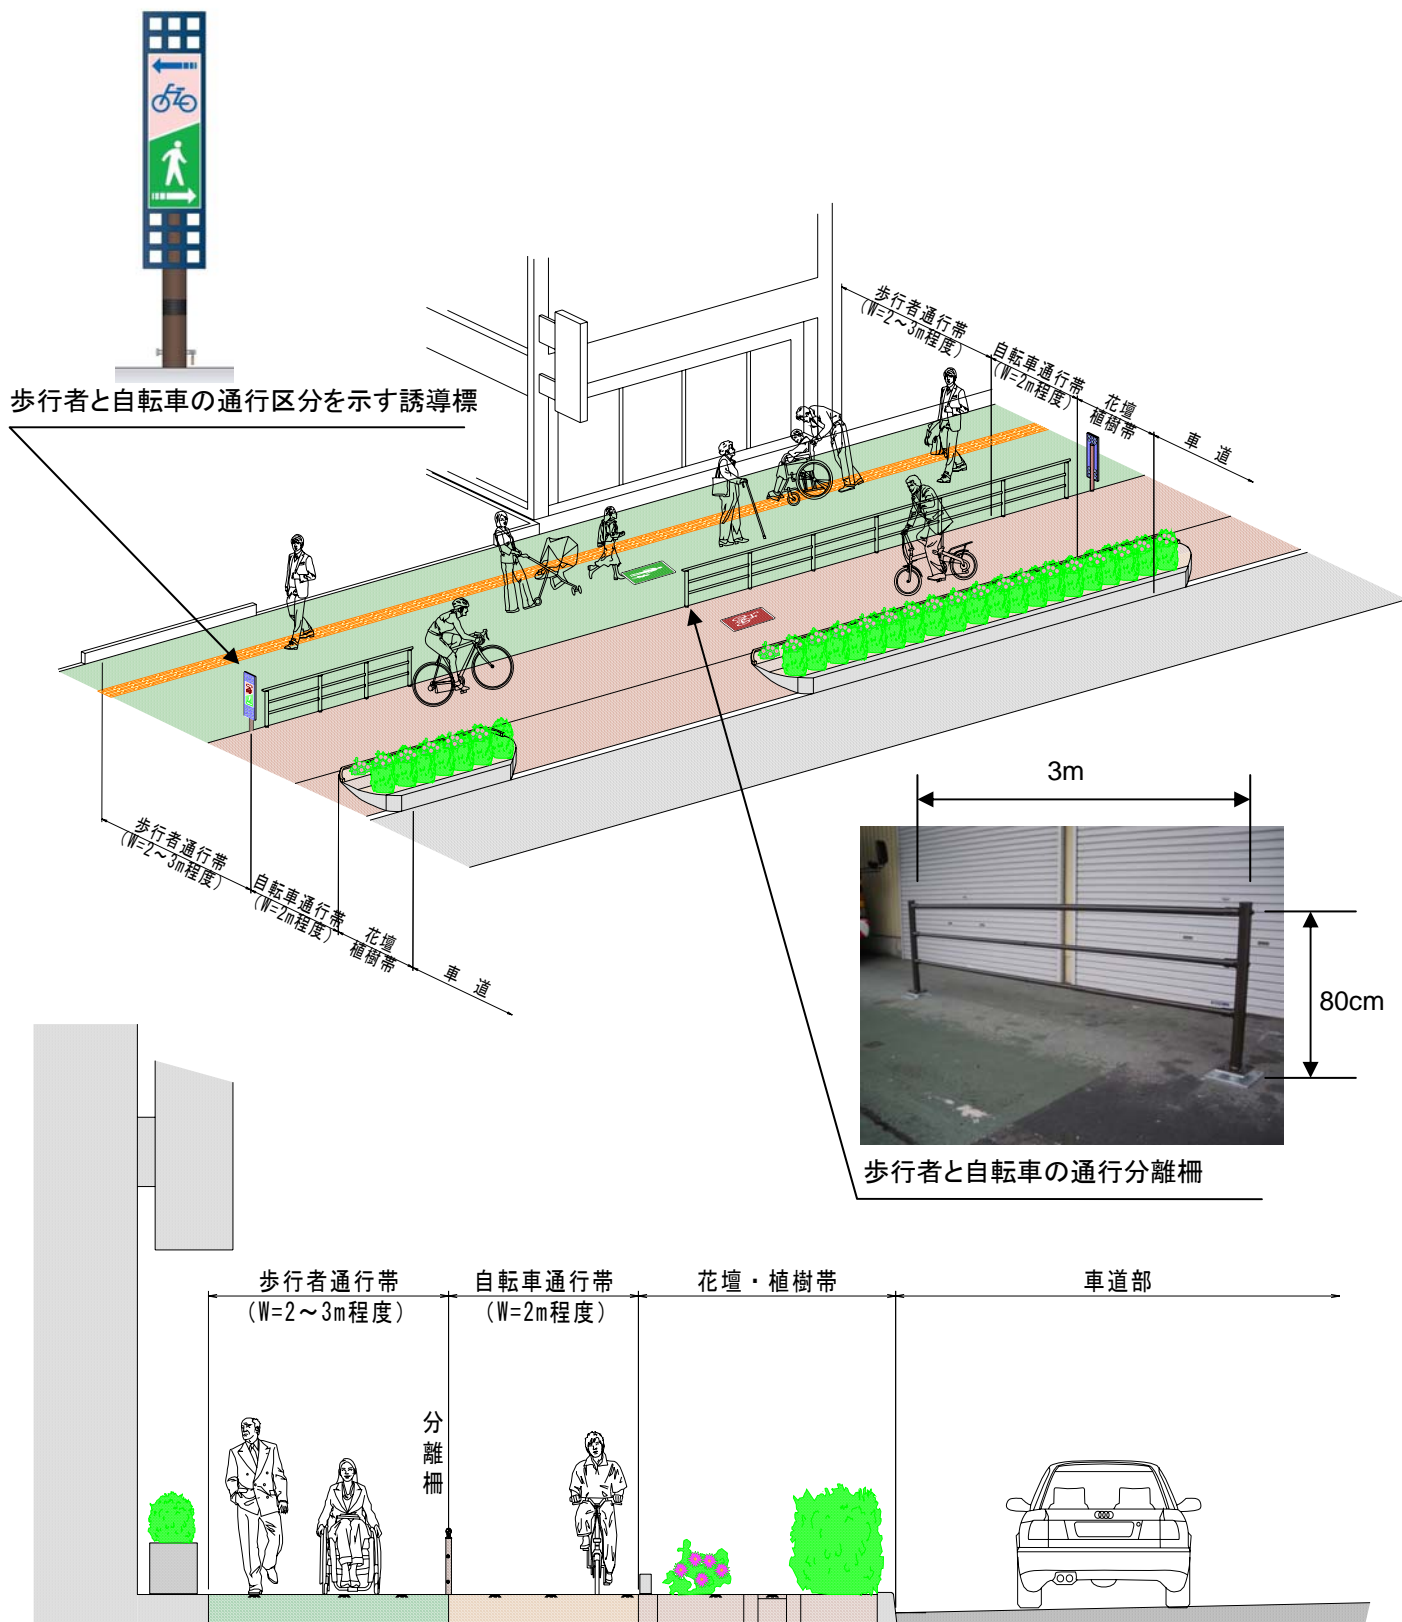 歩行者と自転車の通行区分を示す誘導標
歩行者通行帯
(W=2～3m程度)
自転車通行帯
(W=2m程度)
花壇
植樹帯
車 道
歩行者通行帯
(W=2～3m程度)
自転車通行帯
(W=2m程度)
花壇
植樹帯
車 道
3m
80cm
歩行者と自転車の通行分離柵
歩行者通行帯
(W=2～3m程度)
自転車通行帯
(W=2m程度)
花壇・植樹帯
車道部
分離柵